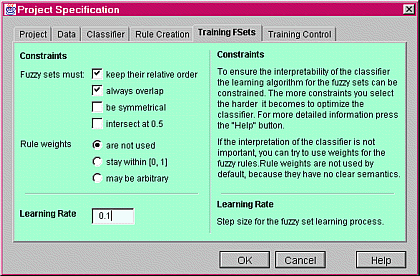 Project Specification
Project
Data
Classifier
Rule Creation
Training FSets
Training Control
Constraints
Fuzzy sets must:
keep their relative order
always overlap
be symmetrical
intersect at 0.5
Rule weights
are not used
stay within [0, 1]
may be arbitrary
Learning Rate
0.1
Constraints
To ensure the interpretability of the classifier
the learning algorithm for the fuzzy sets can be
constrained. The more constraints you select
the harder it becomes to optimize the
classifier. For more detailed information press
the "Help" button.
If the interpretation of the classifier is not
important, you can try to use weights for the
fuzzy rules.Rule weights are not used by
default, because they have no clear semantics.
Learning Rate
Step size for the fuzzy set learning process.
OK
Cancel
Help